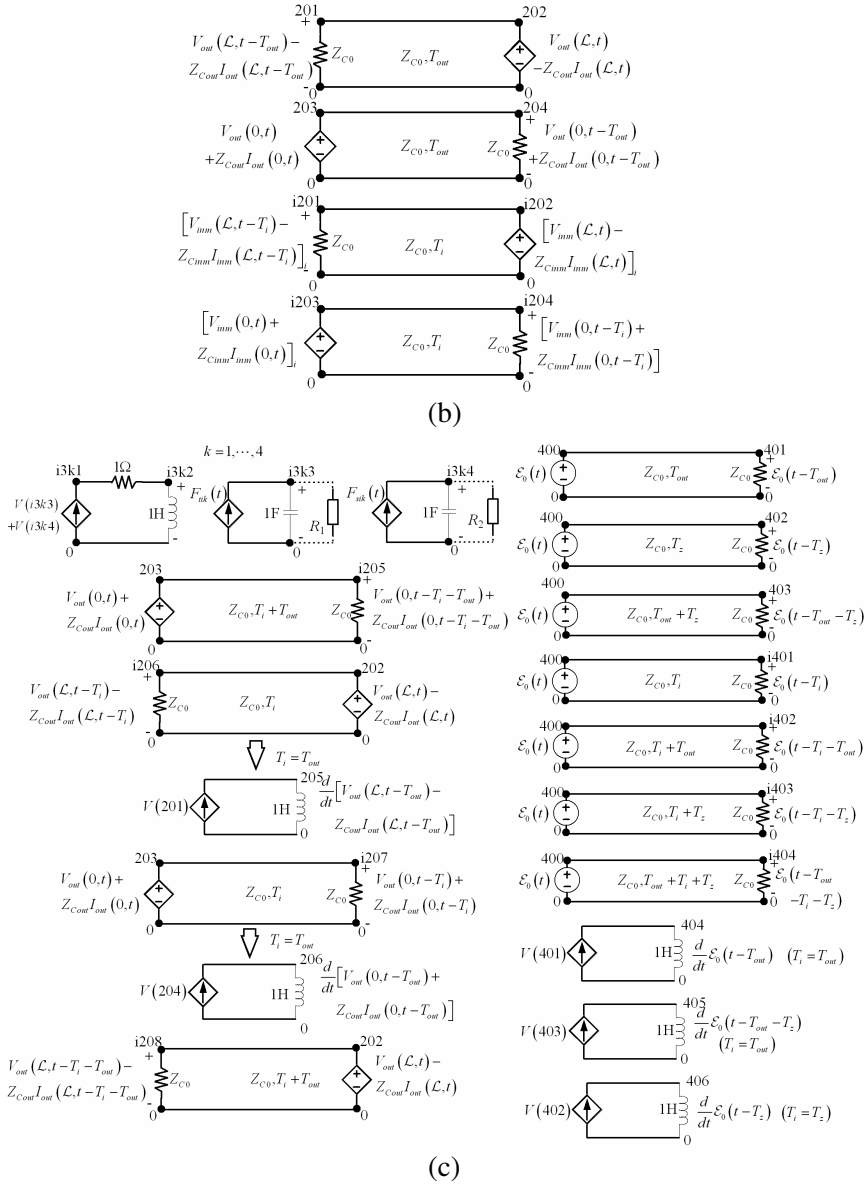 201 202
+
V_out(ℒ,t−T_out)− Z_C0 Z_C0,T_out V_out(ℒ,t)
Z_Cout I_out(ℒ,t−T_out) −Z_Cout I_out(ℒ,t)
- 0 0
203 204
+
V_out(0,t) Z_C0,T_out Z_C0 V_out(0,t−T_out)
+Z_Cout I_out(0,t) +Z_Cout I_out(0,t−T_out)
0 - 0
i201 i202
+
[V_inm(ℒ,t−T_i)− Z_C0 Z_C0,T_i [V_inm(ℒ,t)−
Z_Cinm I_inm(ℒ,t−T_i)]_i Z_Cinm I_inm(ℒ,t)]_i
- 0 0
i203 i204
+
[V_inm(0,t)+ Z_C0,T_i Z_C0 [V_inm(0,t−T_i)+
Z_Cinm I_inm(0,t)]_i Z_Cinm I_inm(0,t−T_i)]
0 - 0
(b)
k=1,⋯,4
i3k1 1Ω i3k2 + V(i3k3) +V(i3k4) 1H 0 -
i3k3 + F_tik(t) 1F R_1 0 -
i3k4 + F_sik(t) 1F R_2 0 -
203 i205 +
V_out(0,t)+ Z_C0,T_i+T_out Z_C0 V_out(0,t−T_i−T_out)+
Z_Cout I_out(0,t) Z_Cout I_out(0,t−T_i−T_out)
0 0 -
i206 + 202
V_out(ℒ,t−T_i)− Z_C0 Z_C0,T_i V_out(ℒ,t)−
Z_Cout I_out(ℒ,t−T_i) Z_Cout I_out(ℒ,t)
- 0 0
T_i=T_out
205
V(201) 1H d/dt[V_out(ℒ,t−T_out)−
Z_Cout I_out(ℒ,t−T_out)]
0
203 i207 +
V_out(0,t)+ Z_C0,T_i Z_C0 V_out(0,t−T_i)+
Z_Cout I_out(0,t) Z_Cout I_out(0,t−T_i)
0 0 -
T_i=T_out
206
V(204) 1H d/dt[V_out(0,t−T_out)+
Z_Cout I_out(0,t−T_out)]
0
i208 + 202
V_out(ℒ,t−T_i−T_out)− Z_C0 Z_C0,T_i+T_out V_out(ℒ,t)−
Z_Cout I_out(ℒ,t−T_i−T_out) Z_Cout I_out(ℒ,t)
- 0 0
400 401 +
ℰ_0(t) Z_C0,T_out Z_C0 ℰ_0(t−T_out)
0 0 -
400 402 +
ℰ_0(t) Z_C0,T_z Z_C0 ℰ_0(t−T_z)
0 0 -
400 403 +
ℰ_0(t) Z_C0,T_out+T_z Z_C0 ℰ_0(t−T_out−T_z)
0 0 -
400 i401 +
ℰ_0(t) Z_C0,T_i Z_C0 ℰ_0(t−T_i)
0 0 -
400 i402 +
ℰ_0(t) Z_C0,T_i+T_out Z_C0 ℰ_0(t−T_i−T_out)
0 0 -
400 i403 +
ℰ_0(t) Z_C0,T_i+T_z Z_C0 ℰ_0(t−T_i−T_z)
0 0 -
400 i404 +
ℰ_0(t) Z_C0,T_out+T_i+T_z Z_C0 ℰ_0(t−T_out
−T_i−T_z)
0 0 -
404
V(401) 1H d/dt ℰ_0(t−T_out) (T_i=T_out)
0
405
V(403) 1H d/dt ℰ_0(t−T_out−T_z)
(T_i=T_out)
0
406
V(402) 1H d/dt ℰ_0(t−T_z) (T_i=T_z)
0
(c)